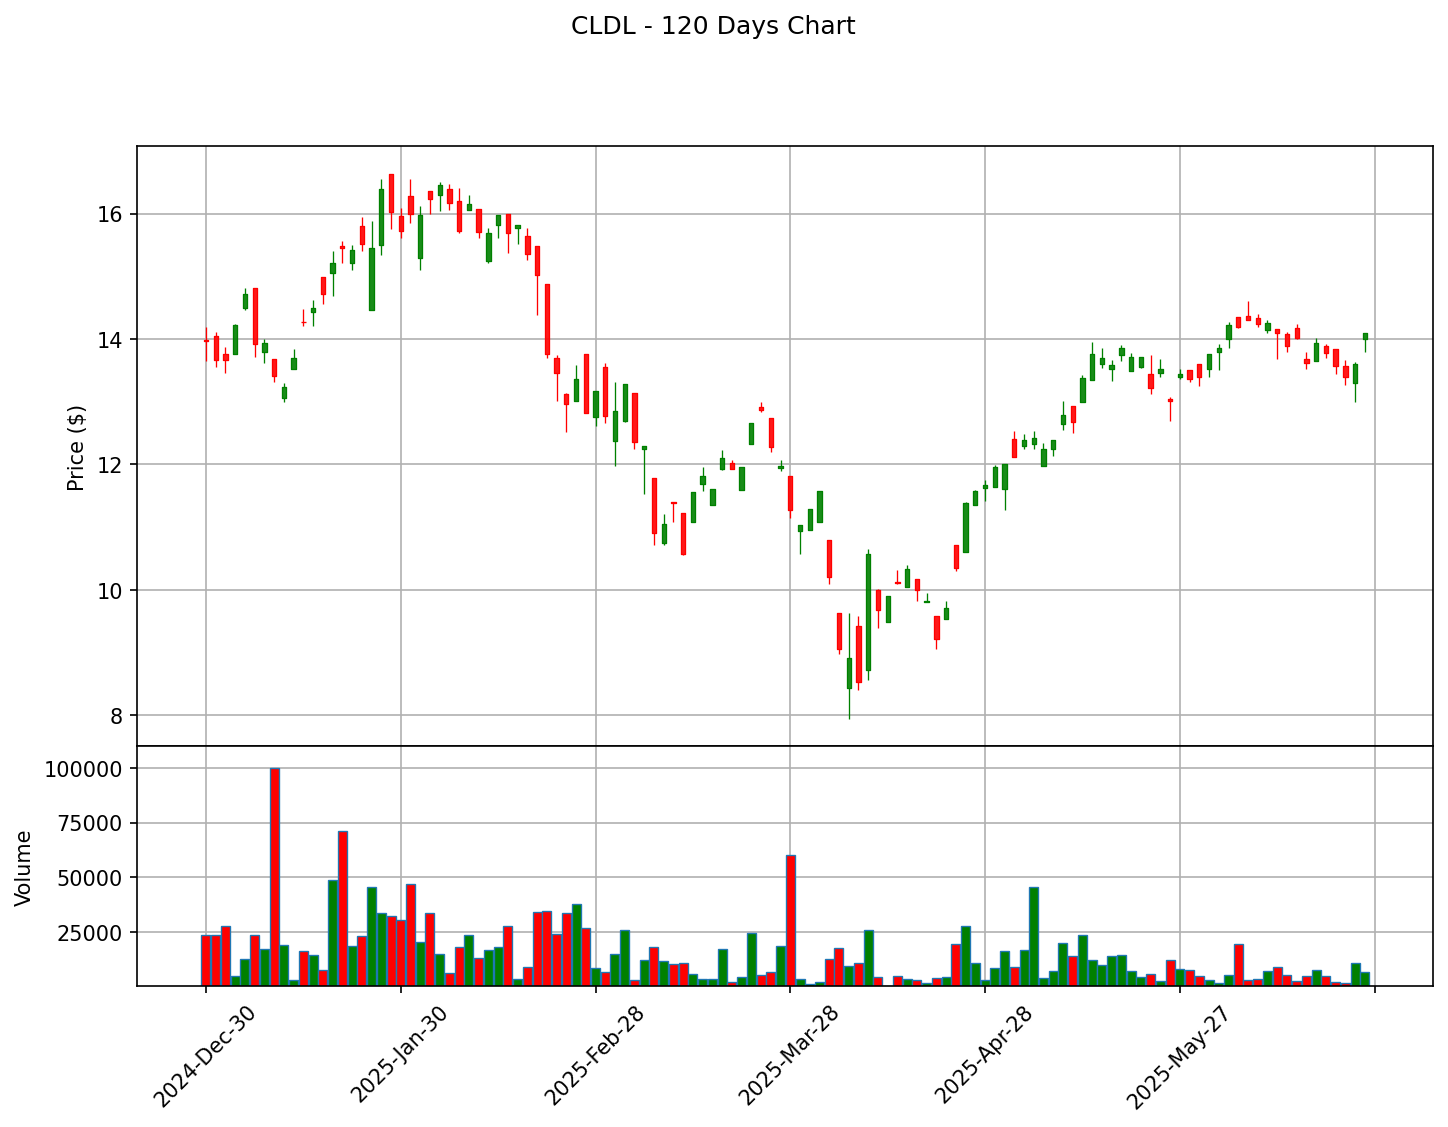 CLDL - 120 Days Chart
Price ($)
16
14
12
10
8
Volume
100000
75000
50000
25000
2024-Dec-30
2025-Jan-30
2025-Feb-28
2025-Mar-28
2025-Apr-28
2025-May-27